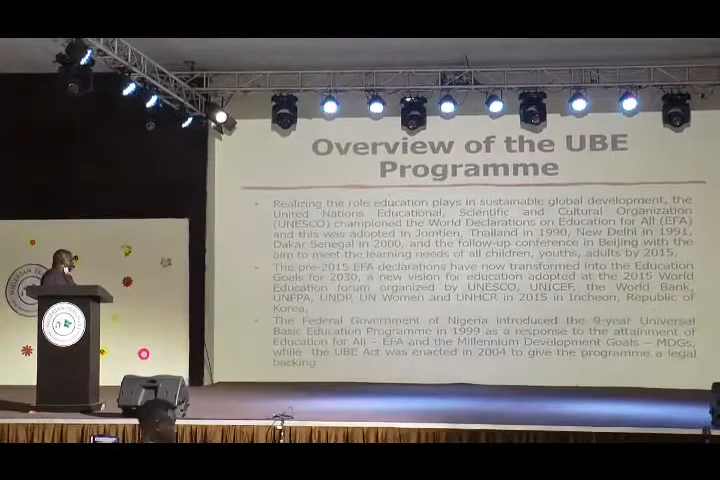 Overview of the UBE
Programme
Realizing the role education plays in sustainable global development, the
United Nations Educational, Scientific and Cultural Organization
(UNESCO) championed the World Declarations on Education for All (EFA)
and this was adopted in Jomtien, Thailand in 1990, New Delhi in 1991,
Dakar Senegal in 2000, and the follow-up conference in Beijing with the
aim to meet the learning needs of all children, youths, adults by 2015.
The pre-2015 EFA declarations have now transformed into the Education
Goals for 2030, a new vision for education adopted at the 2015 World
Education forum organized by UNESCO, UNICEF, the World Bank,
UNFPA, UNDP, UN Women and UNHCR in 2015 in Incheon, Republic of
Korea,
The Federal Government of Nigeria introduced the 9-year Universal
Basic Education Programme in 1999 as a response to the attainment of
Education for All – EFA and the Millennium Development Goals – MDGs,
while the UBE Act was enacted in 2004 to give the programme a legal
backing
NIGERIAN